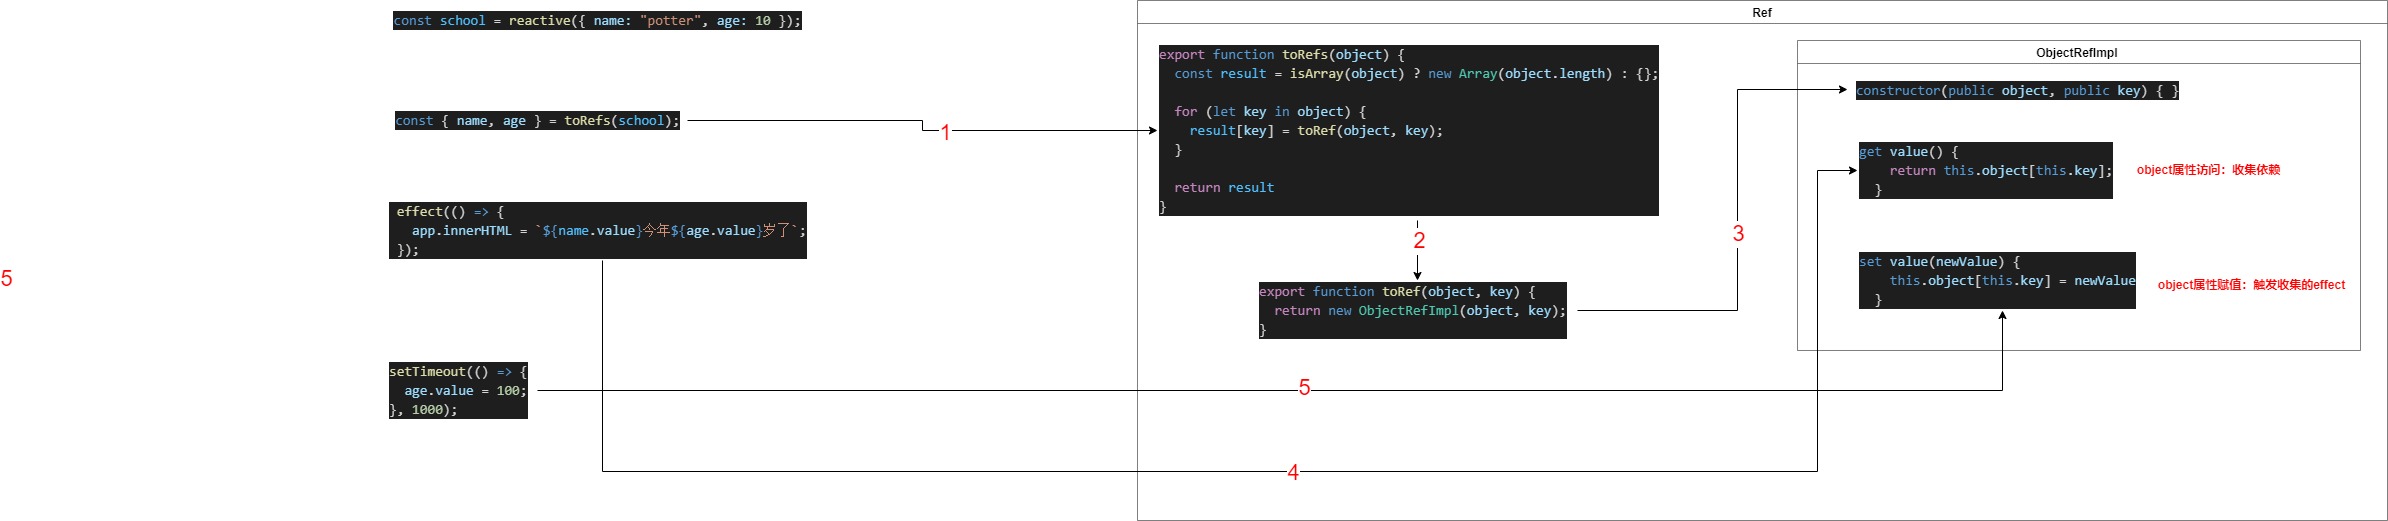 const school = reactive({ name: "potter", age: 10 });
const { name, age } = toRefs(school);
effect(() => {
app.innerHTML = `${name.value}今年${age.value}岁了`;
});
5
setTimeout(() => {
age.value = 100;
}, 1000);
1
Ref
export function toRefs(object) {
const result = isArray(object) ? new Array(object.length) : {};
for (let key in object) {
result[key] = toRef(object, key);
}
return result
}
2
export function toRef(object, key) {
return new ObjectRefImpl(object, key);
}
3
ObjectRefImpl
constructor(public object, public key) { }
get value() {
return this.object[this.key];
}
object属性访问：收集依赖
set value(newValue) {
this.object[this.key] = newValue
}
object属性赋值：触发收集的effect
5
4